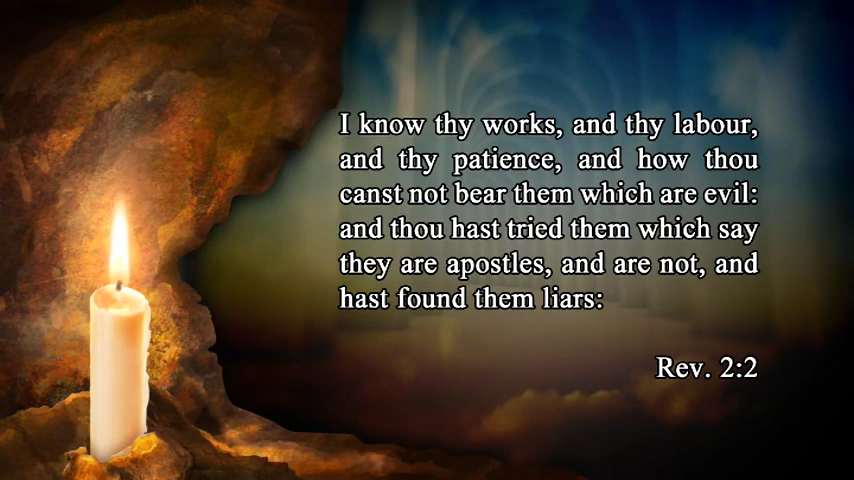 I know thy works, and thy labour,
and thy patience, and how thou
canst not bear them which are evil:
and thou hast tried them which say
they are apostles, and are not, and
hast found them liars:
Rev. 2:2